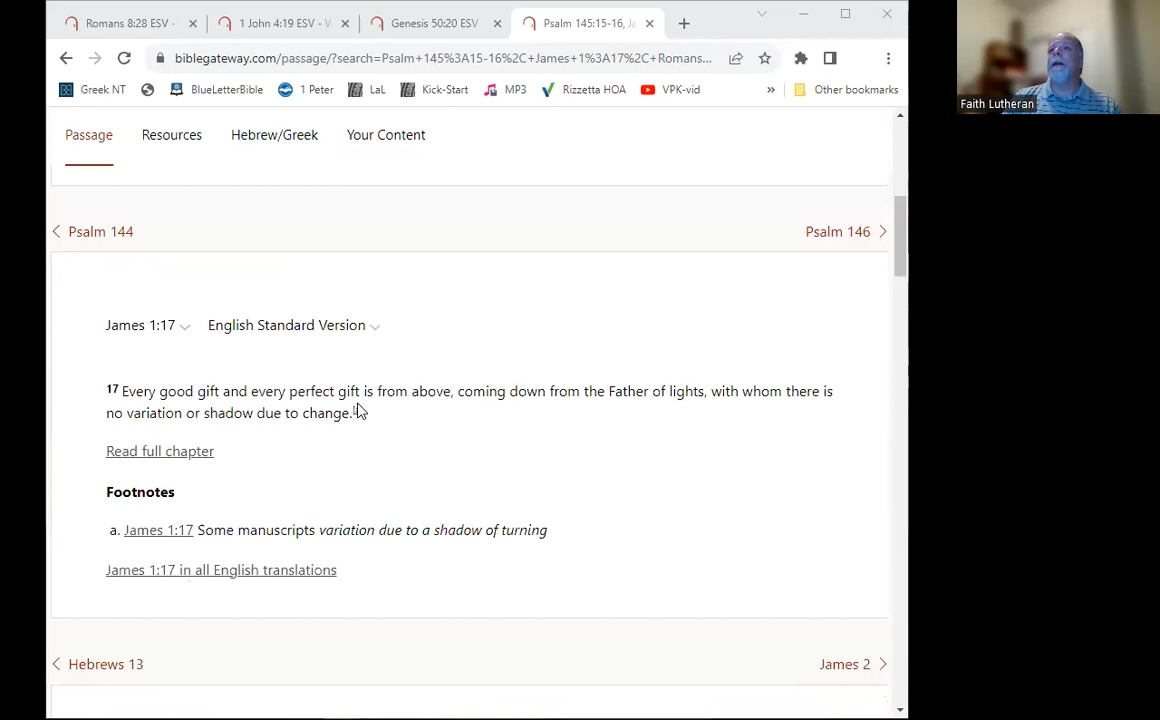 Romans 8:28 ESV - 1 John 4:19 ESV - W Genesis 50:20 ESV Psalm 145:15-16, Ja
biblegateway.com/passage/?search=Psalm+145%3A15-16%2C+James+1%3A17%2C+Romans...
Greek NT BlueLetterBible 1 Peter LaL Kick-Start MP3 Rizzetta HOA VPK-vid » Other bookmarks
Faith Lutheran
Passage Resources Hebrew/Greek Your Content
Psalm 144 Psalm 146
James 1:17 English Standard Version
17 Every good gift and every perfect gift is from above, coming down from the Father of lights, with whom there is
no variation or shadow due to change.
Read full chapter
Footnotes
a. James 1:17 Some manuscripts variation due to a shadow of turning
James 1:17 in all English translations
Hebrews 13 James 2